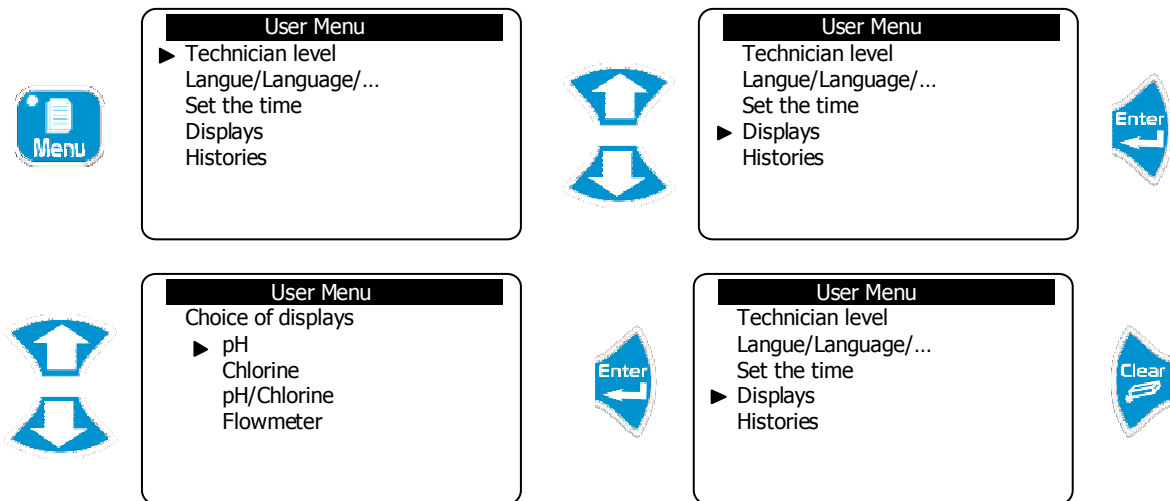 Menu
User Menu
Technician level
Langue/Language/...
Set the time
Displays
Histories
User Menu
Technician level
Langue/Language/...
Set the time
Displays
Histories
Enter
User Menu
Choice of displays
pH
Chlorine
pH/Chlorine
Flowmeter
Enter
User Menu
Technician level
Langue/Language/...
Set the time
Displays
Histories
Clear